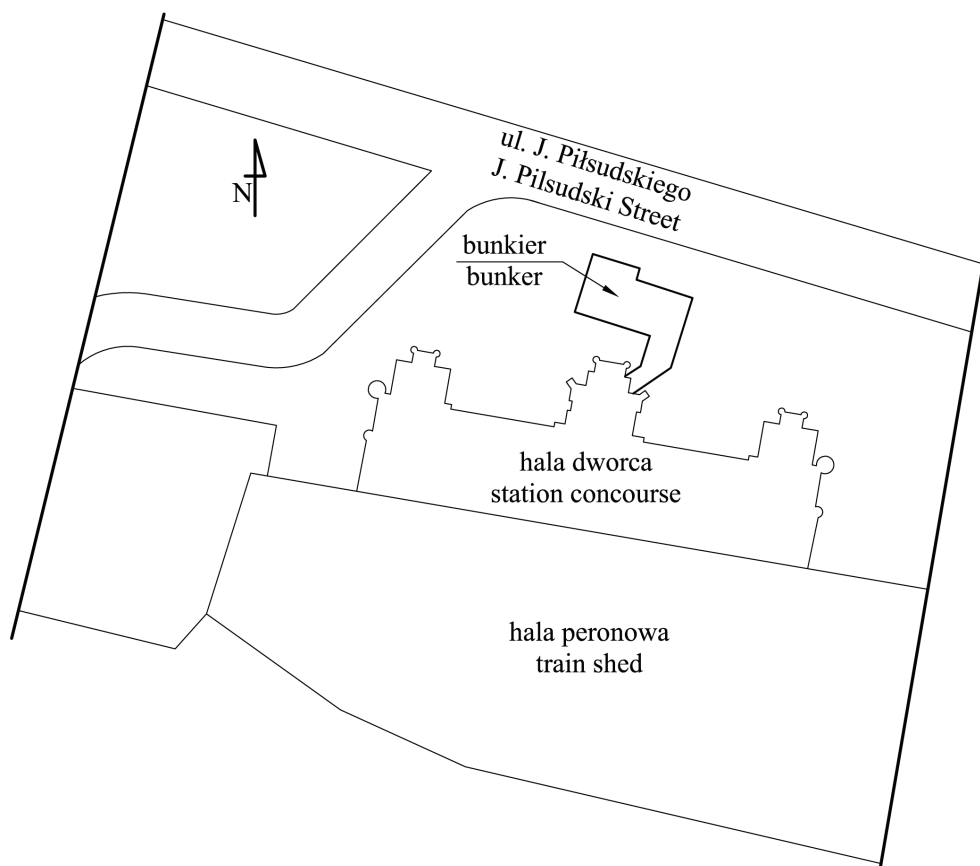 ul. J. Piłsudskiego
J. Pilsudski Street
N
bunkier
bunker
hala dworca
station concourse
hala peronowa
train shed